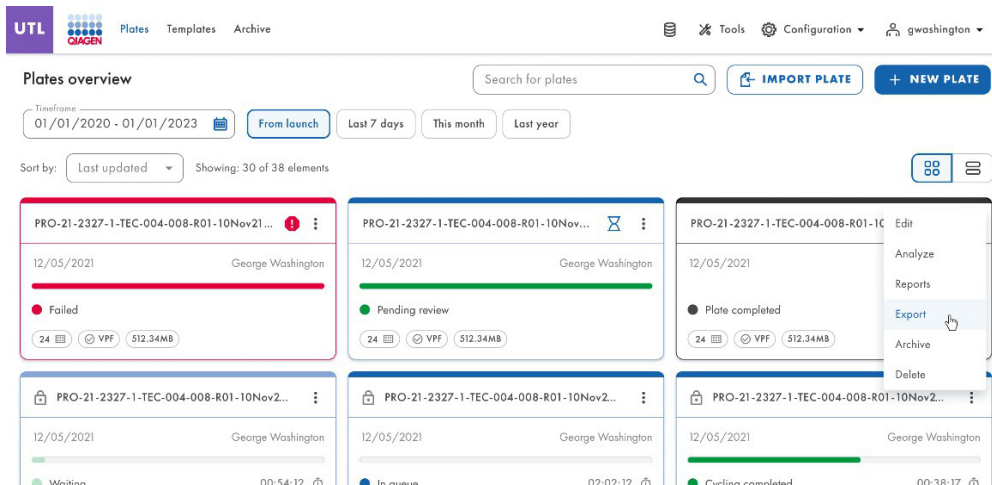 UTL
QIAGEN
Plates Templates Archive
Tools Configuration gwashington
Plates overview
Search for plates
IMPORT PLATE
+ NEW PLATE
Timeframe
01/01/2020 - 01/01/2023
From launch Last 7 days This month Last year
Sort by: Last updated Showing: 30 of 38 elements
PRO-21-2327-1-TEC-004-008-R01-10Nov21...
12/05/2021 George Washington
Failed
24 VPF 512.34MB
PRO-21-2327-1-TEC-004-008-R01-10Nov...
12/05/2021 George Washington
Pending review
24 VPF 512.34MB
PRO-21-2327-1-TEC-004-008-R01-10
12/05/2021
Plate completed
24 VPF 512.34MB
Edit
Analyze
Reports
Export
Archive
Delete
PRO-21-2327-1-TEC-004-008-R01-10Nov2...
12/05/2021 George Washington
Waiting 00:54:12
PRO-21-2327-1-TEC-004-008-R01-10Nov2...
12/05/2021 George Washington
In queue 02:02:12
PRO-21-2327-1-TEC-004-008-R01-10Nov2...
12/05/2021 George Washington
Cycling completed 00:38:17